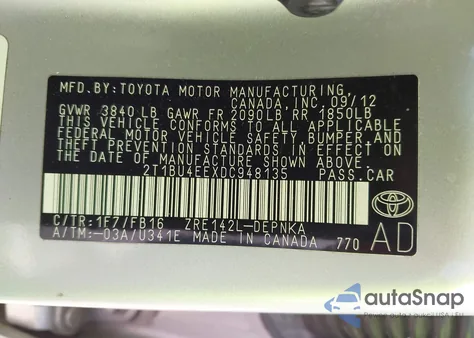 MFD.BY:TOYOTA MOTOR MANUFACTURING,
CANADA, INC. 09/12
GVWR 3840LB GAWR FR 2090LB RR 1850LB
THIS VEHICLE CONFORMS TO ALL APPLICABLE
FEDERAL MOTOR VEHICLE SAFETY, BUMPER, AND
THEFT PREVENTION STANDARDS IN EFFECT ON
THE DATE OF MANUFACTURE SHOWN ABOVE.
2T1BU4EEXDC948135 PASS.CAR
C/TR:1F7/FB16 ZRE142L-DEPNKA
A/TM:-03A/U341E MADE IN CANADA 770
AD
autoSnap